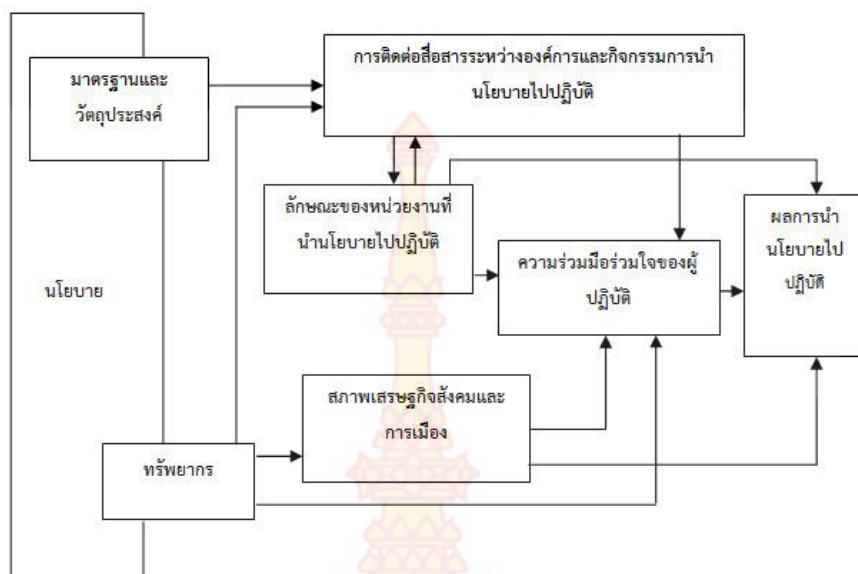 การติดต่อสื่อสารระหว่างองค์การและกิจกรรมการนำ
นโยบายไปปฏิบัติ
มาตรฐานและ
วัตถุประสงค์
ลักษณะของหน่วยงานที่
นำนโยบายไปปฏิบัติ
ผลการนำ
นโยบายไป
ปฏิบัติ
ความร่วมมือร่วมใจของผู้
ปฏิบัติ
นโยบาย
สภาพเศรษฐกิจสังคมและ
การเมือง
ทรัพยากร